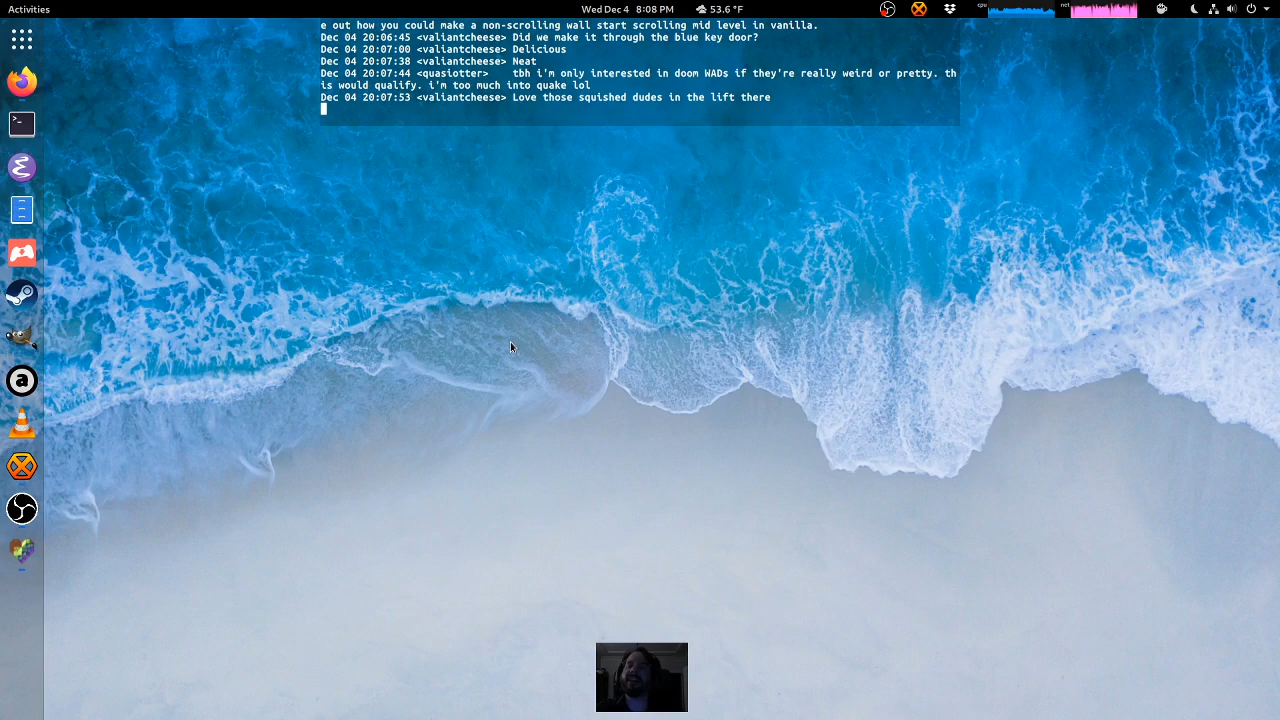 Activities
Wed Dec 4 8:08 PM
53.6 °F
cpu
net
e out how you could make a non-scrolling wall start scrolling mid level in vanilla.
Dec 04 20:06:45 <valiantcheese> Did we make it through the blue key door?
Dec 04 20:07:00 <valiantcheese> Delicious
Dec 04 20:07:38 <valiantcheese> Neat
Dec 04 20:07:44 <quasiotter>    tbh i'm only interested in doom WADs if they're really weird or pretty. th
is would qualify. i'm too much into quake lol
Dec 04 20:07:53 <valiantcheese> Love those squished dudes in the lift there
>_
a